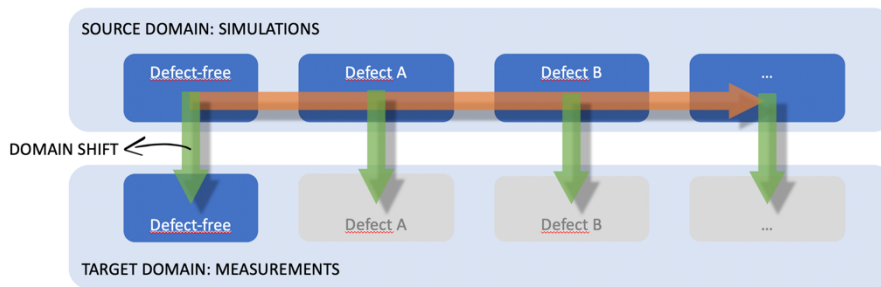 SOURCE DOMAIN: SIMULATIONS
Defect-free
Defect A
Defect B
...
DOMAIN SHIFT
Defect-free
Defect A
Defect B
...
TARGET DOMAIN: MEASUREMENTS